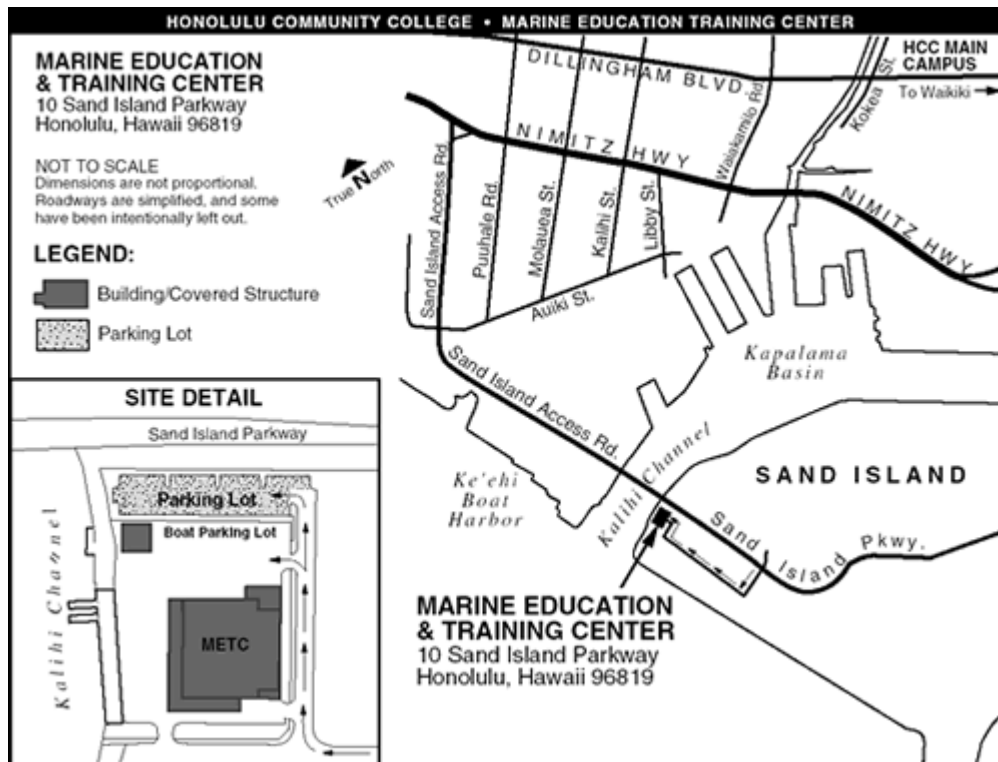 HONOLULU COMMUNITY COLLEGE • MARINE EDUCATION TRAINING CENTER
MARINE EDUCATION
& TRAINING CENTER
10 Sand Island Parkway
Honolulu, Hawaii 96819
NOT TO SCALE
Dimensions are not proportional.
Roadways are simplified, and some
have been intentionally left out.
True North
LEGEND:
Building/Covered Structure
Parking Lot
SITE DETAIL
Sand Island Parkway
Parking Lot
Boat Parking Lot
METC
Kalihi Channel
DILLINGHAM BLVD.
HCC MAIN
CAMPUS
To Waikiki
Kokea St.
Waiakamilo Rd.
NIMITZ HWY
NIMITZ HWY
Sand Island Access Rd.
Puuhale Rd.
Molauea St.
Kalihi St.
Libby St.
Auiki St.
Sand Island Access Rd.
Kapalama
Basin
Ke'ehi
Boat
Harbor
Kalihi Channel
SAND ISLAND
Sand Island Pkwy.
MARINE EDUCATION
& TRAINING CENTER
10 Sand Island Parkway
Honolulu, Hawaii 96819